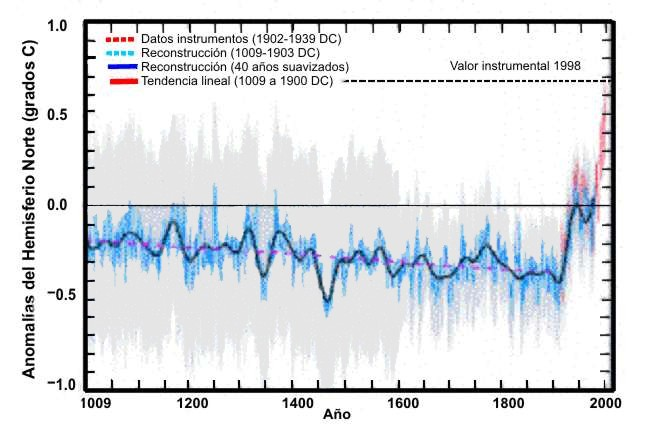 Datos instrumentos (1902-1939 DC)
Reconstrucción (1009-1903 DC)
Reconstrucción (40 años suavizados)
Tendencia lineal (1009 a 1900 DC)
Valor instrumental 1998
Anomalías del Hemisferio Norte (grados C)
1.0
0.5
0.0
−0.5
−1.0
1009 1200 1400 1600 1800 2000
Año